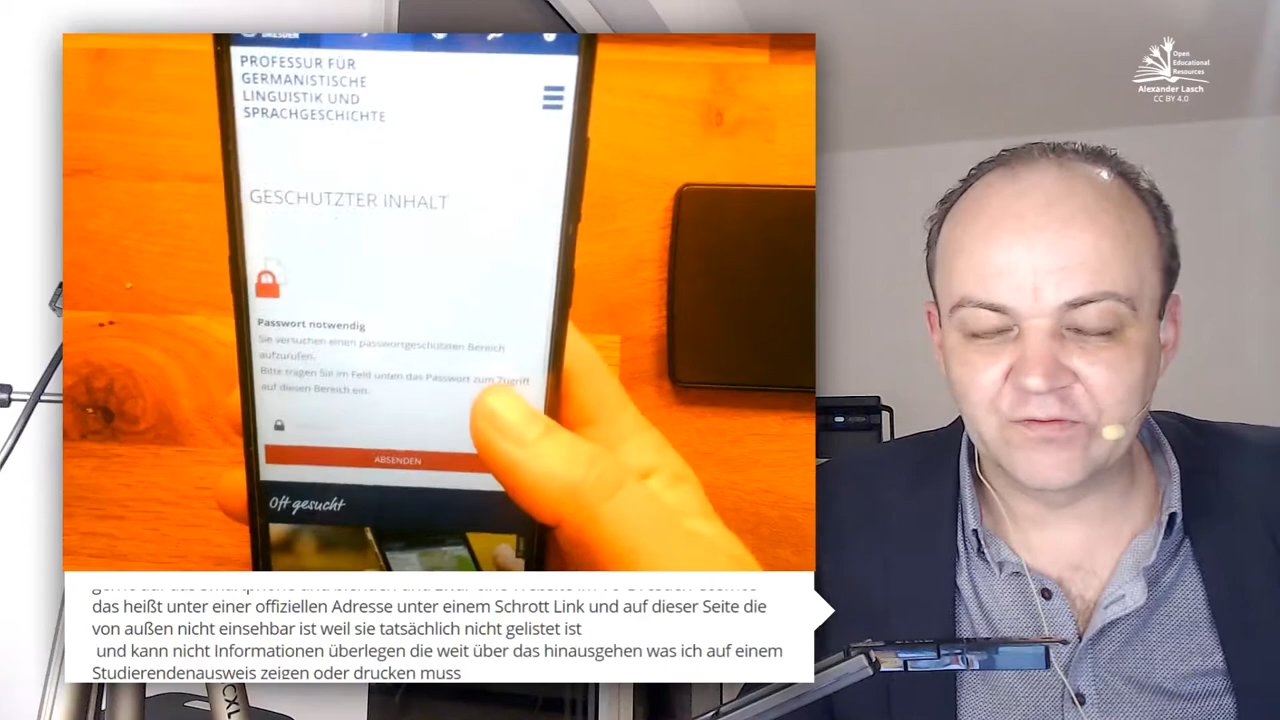 DRESDEN
PROFESSUR FÜR
GERMANISTISCHE
LINGUISTIK UND
SPRACHGESCHICHTE
GESCHÜTZTER INHALT
Passwort notwendig
Sie versuchen einen passwortgeschützten Bereich
aufzurufen.
Bitte tragen Sie im Feld unten das Passwort zum Zugriff
auf diesen Bereich ein.
ABSENDEN
Oft gesucht
das heißt unter einer offiziellen Adresse unter einem Schrott Link und auf dieser Seite die
von außen nicht einsehbar ist weil sie tatsächlich nicht gelistet ist
und kann nicht Informationen überlegen die weit über das hinausgehen was ich auf einem
Studierendenausweis zeigen oder drucken muss
Open
Educational
Resources
Alexander Lasch
CC BY 4.0
CXL